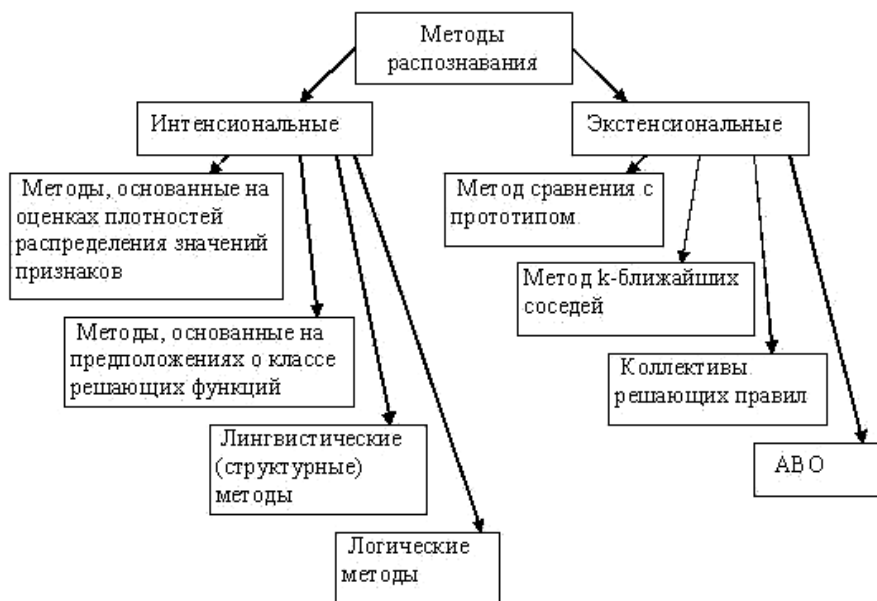 Методы
распознавания
Интенсиональные
Экстенсиональные
Методы, основанные на
оценках плотностей
распределения значений
признаков
Метод сравнения с
прототипом
Метод k-ближайших
соседей
Методы, основанные на
предположениях о классе
решающих функций
Коллективы
решающих правил
Лингвистические
(структурные)
методы
АВО
Логические
методы